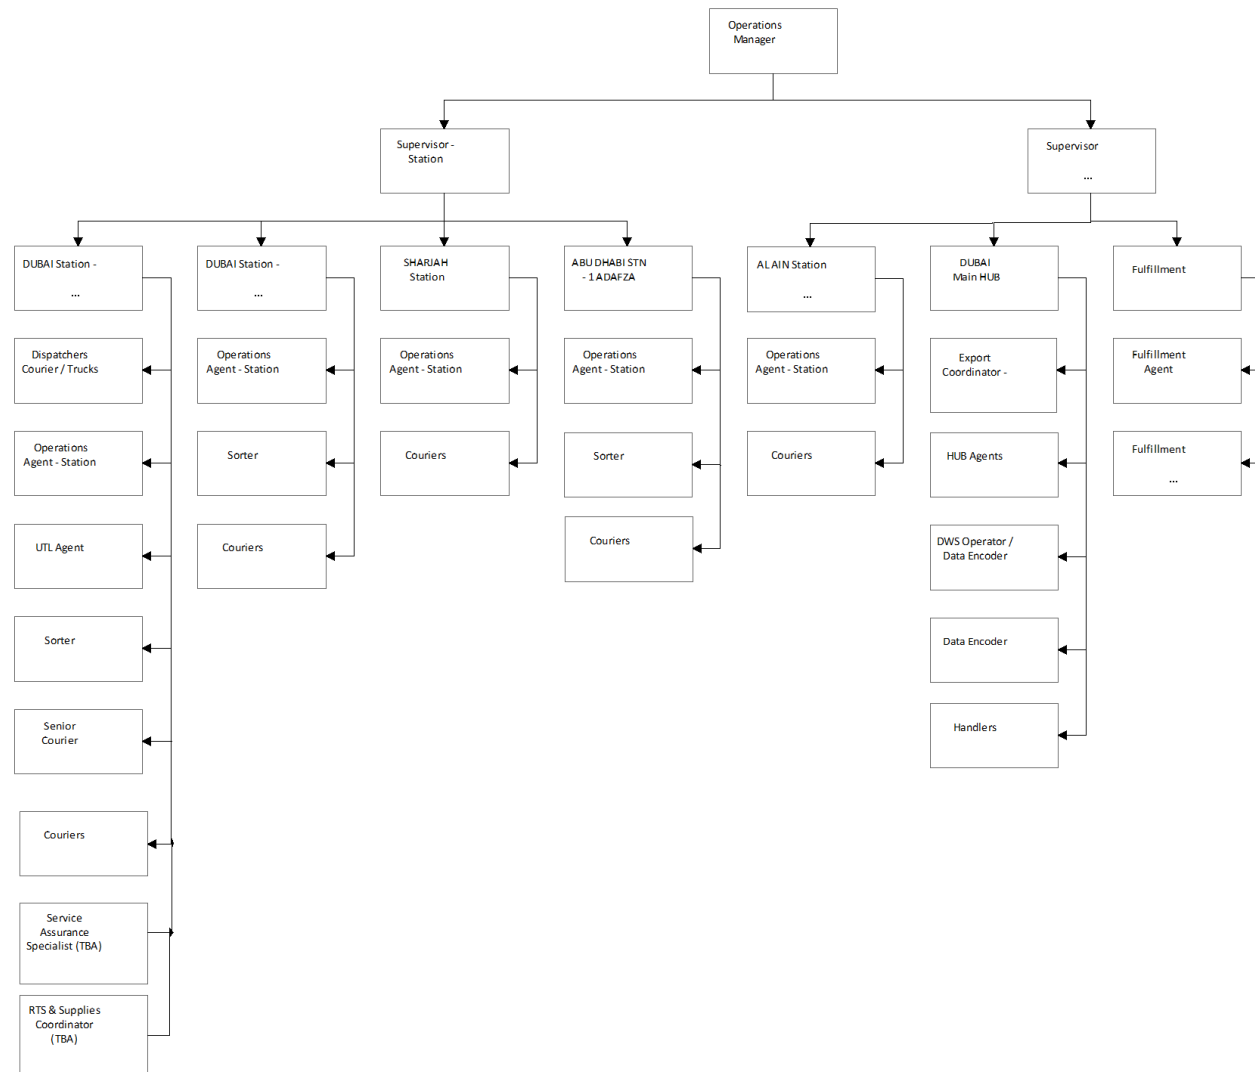 Operations
Manager
Supervisor -
Station
Supervisor
...
DUBAI Station -
...
DUBAI Station -
...
SHARJAH
Station
ABU DHABI STN
- 1 ADAFZA
AL AIN Station
...
DUBAI
Main HUB
Fulfillment
Dispatchers
Courier / Trucks
Operations
Agent - Station
Operations
Agent - Station
Operations
Agent - Station
Operations
Agent - Station
Export
Coordinator -
Fulfillment
Agent
Operations
Agent - Station
Sorter
Couriers
Sorter
Couriers
HUB Agents
Fulfillment
...
UTL Agent
Couriers
Couriers
DWS Operator /
Data Encoder
Sorter
Data Encoder
Senior
Courier
Handlers
Couriers
Service
Assurance
Specialist (TBA)
RTS & Supplies
Coordinator
(TBA)